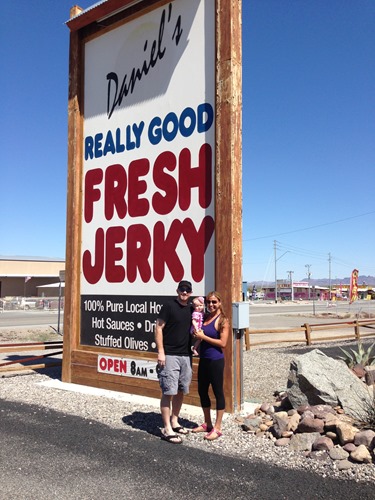 Daniel's
REALLY GOOD
FRESH
JERKY
100% Pure Local
Hot Sauces •
Stuffed Olives
OPEN 8AM